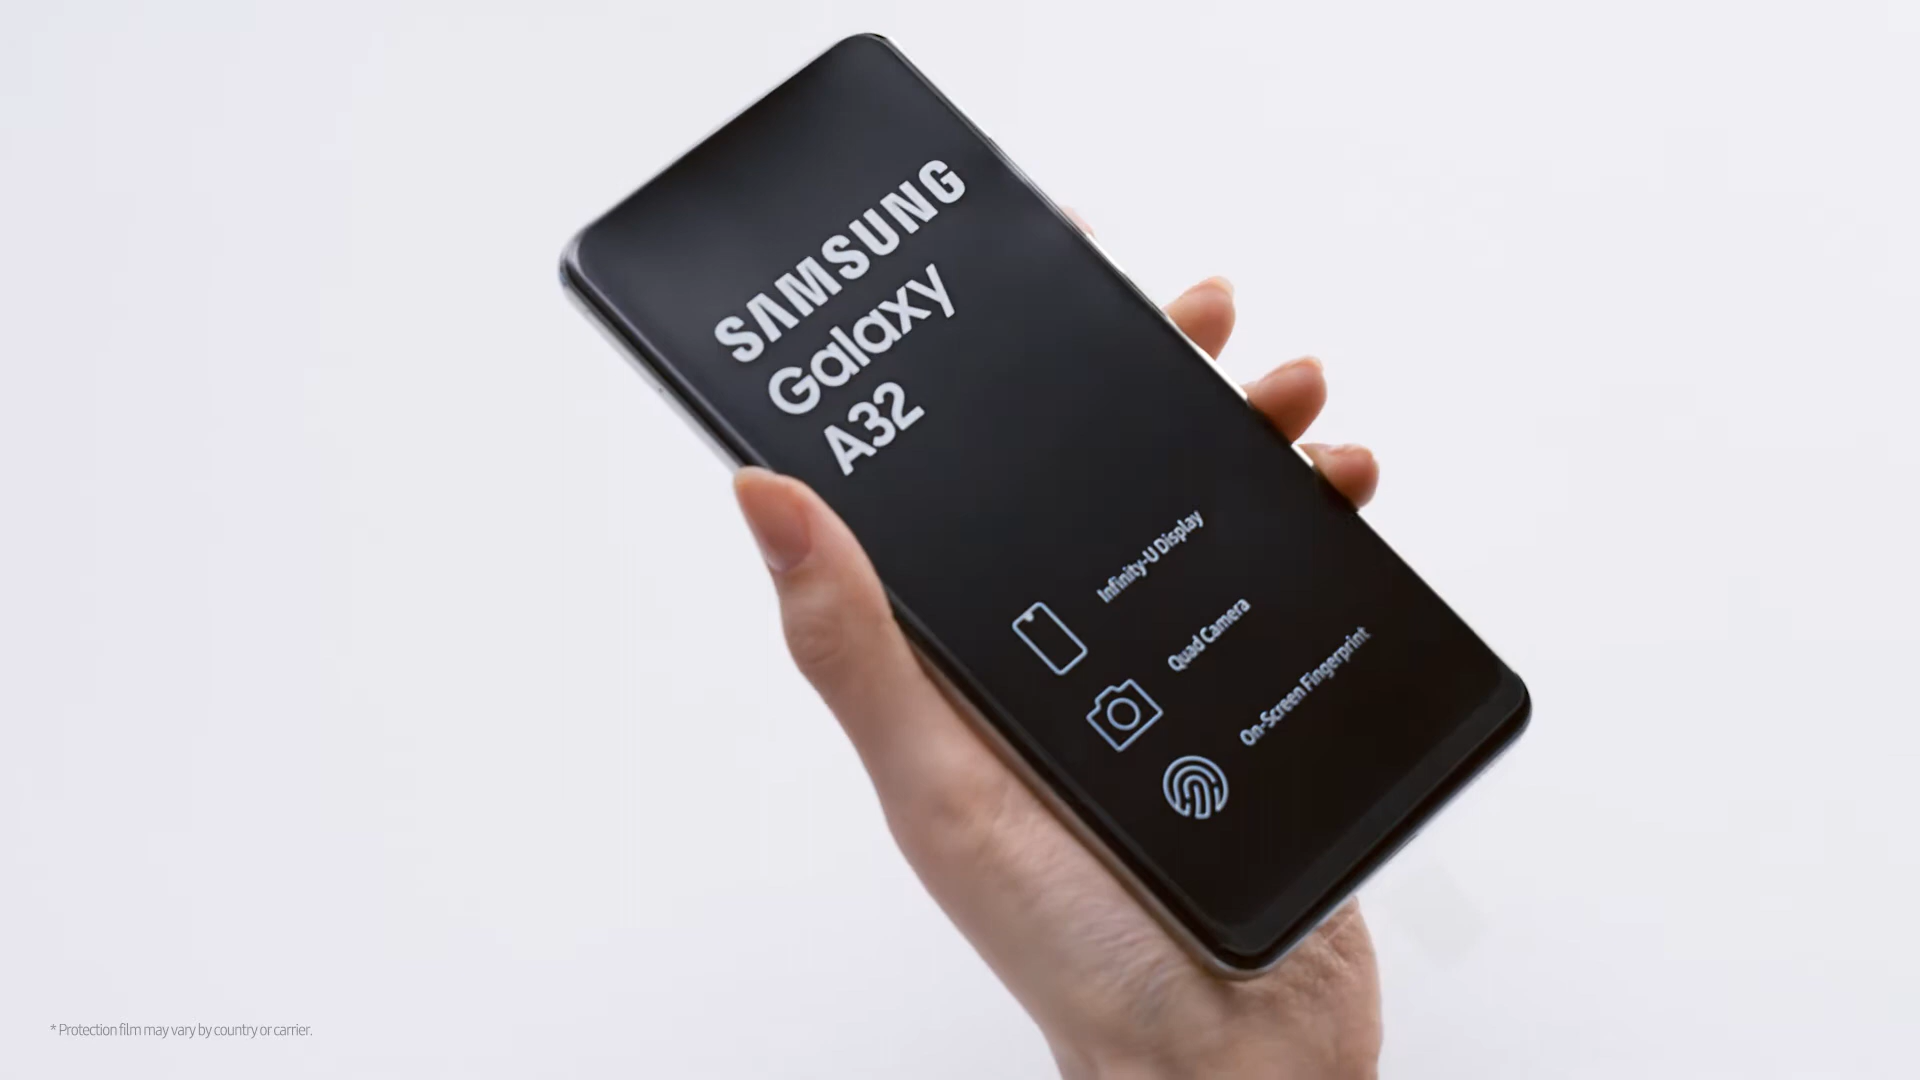 SAMSUNG
Galaxy
A32
Infinity-U Display
Quad Camera
On-Screen Fingerprint
* Protection film may vary by country or carrier.